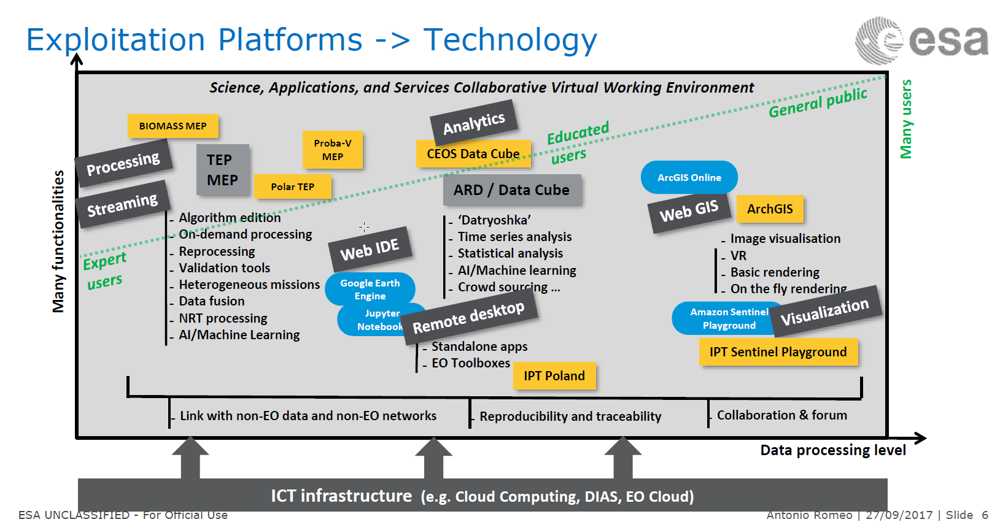 Exploitation Platforms -> Technology
esa
Science, Applications, and Services Collaborative Virtual Working Environment
Many functionalities
Many users
General public
Educated
users
Expert
users
BIOMASS MEP
Processing
Streaming
TEP
MEP
Proba-V
MEP
Polar TEP
- Algorithm edition
- On-demand processing
- Reprocessing
- Validation tools
- Heterogeneous missions
- Data fusion
- NRT processing
- AI/Machine Learning
Web IDE
Google Earth
Engine
Jupyter
Notebook
Analytics
CEOS Data Cube
ARD / Data Cube
- ‘Datryoshka’
- Time series analysis
- Statistical analysis
- AI/Machine learning
- Crowd sourcing ...
Remote desktop
- Standalone apps
- EO Toolboxes
IPT Poland
ArcGIS Online
Web GIS
ArchGIS
- Image visualisation
- VR
- Basic rendering
- On the fly rendering
Amazon Sentinel
Playground
Visualization
IPT Sentinel Playground
- Link with non-EO data and non-EO networks
- Reproducibility and traceability
- Collaboration & forum
Data processing level
ICT infrastructure (e.g. Cloud Computing, DIAS, EO Cloud)
ESA UNCLASSIFIED - For Official Use
Antonio Romeo | 27/09/2017 | Slide 6